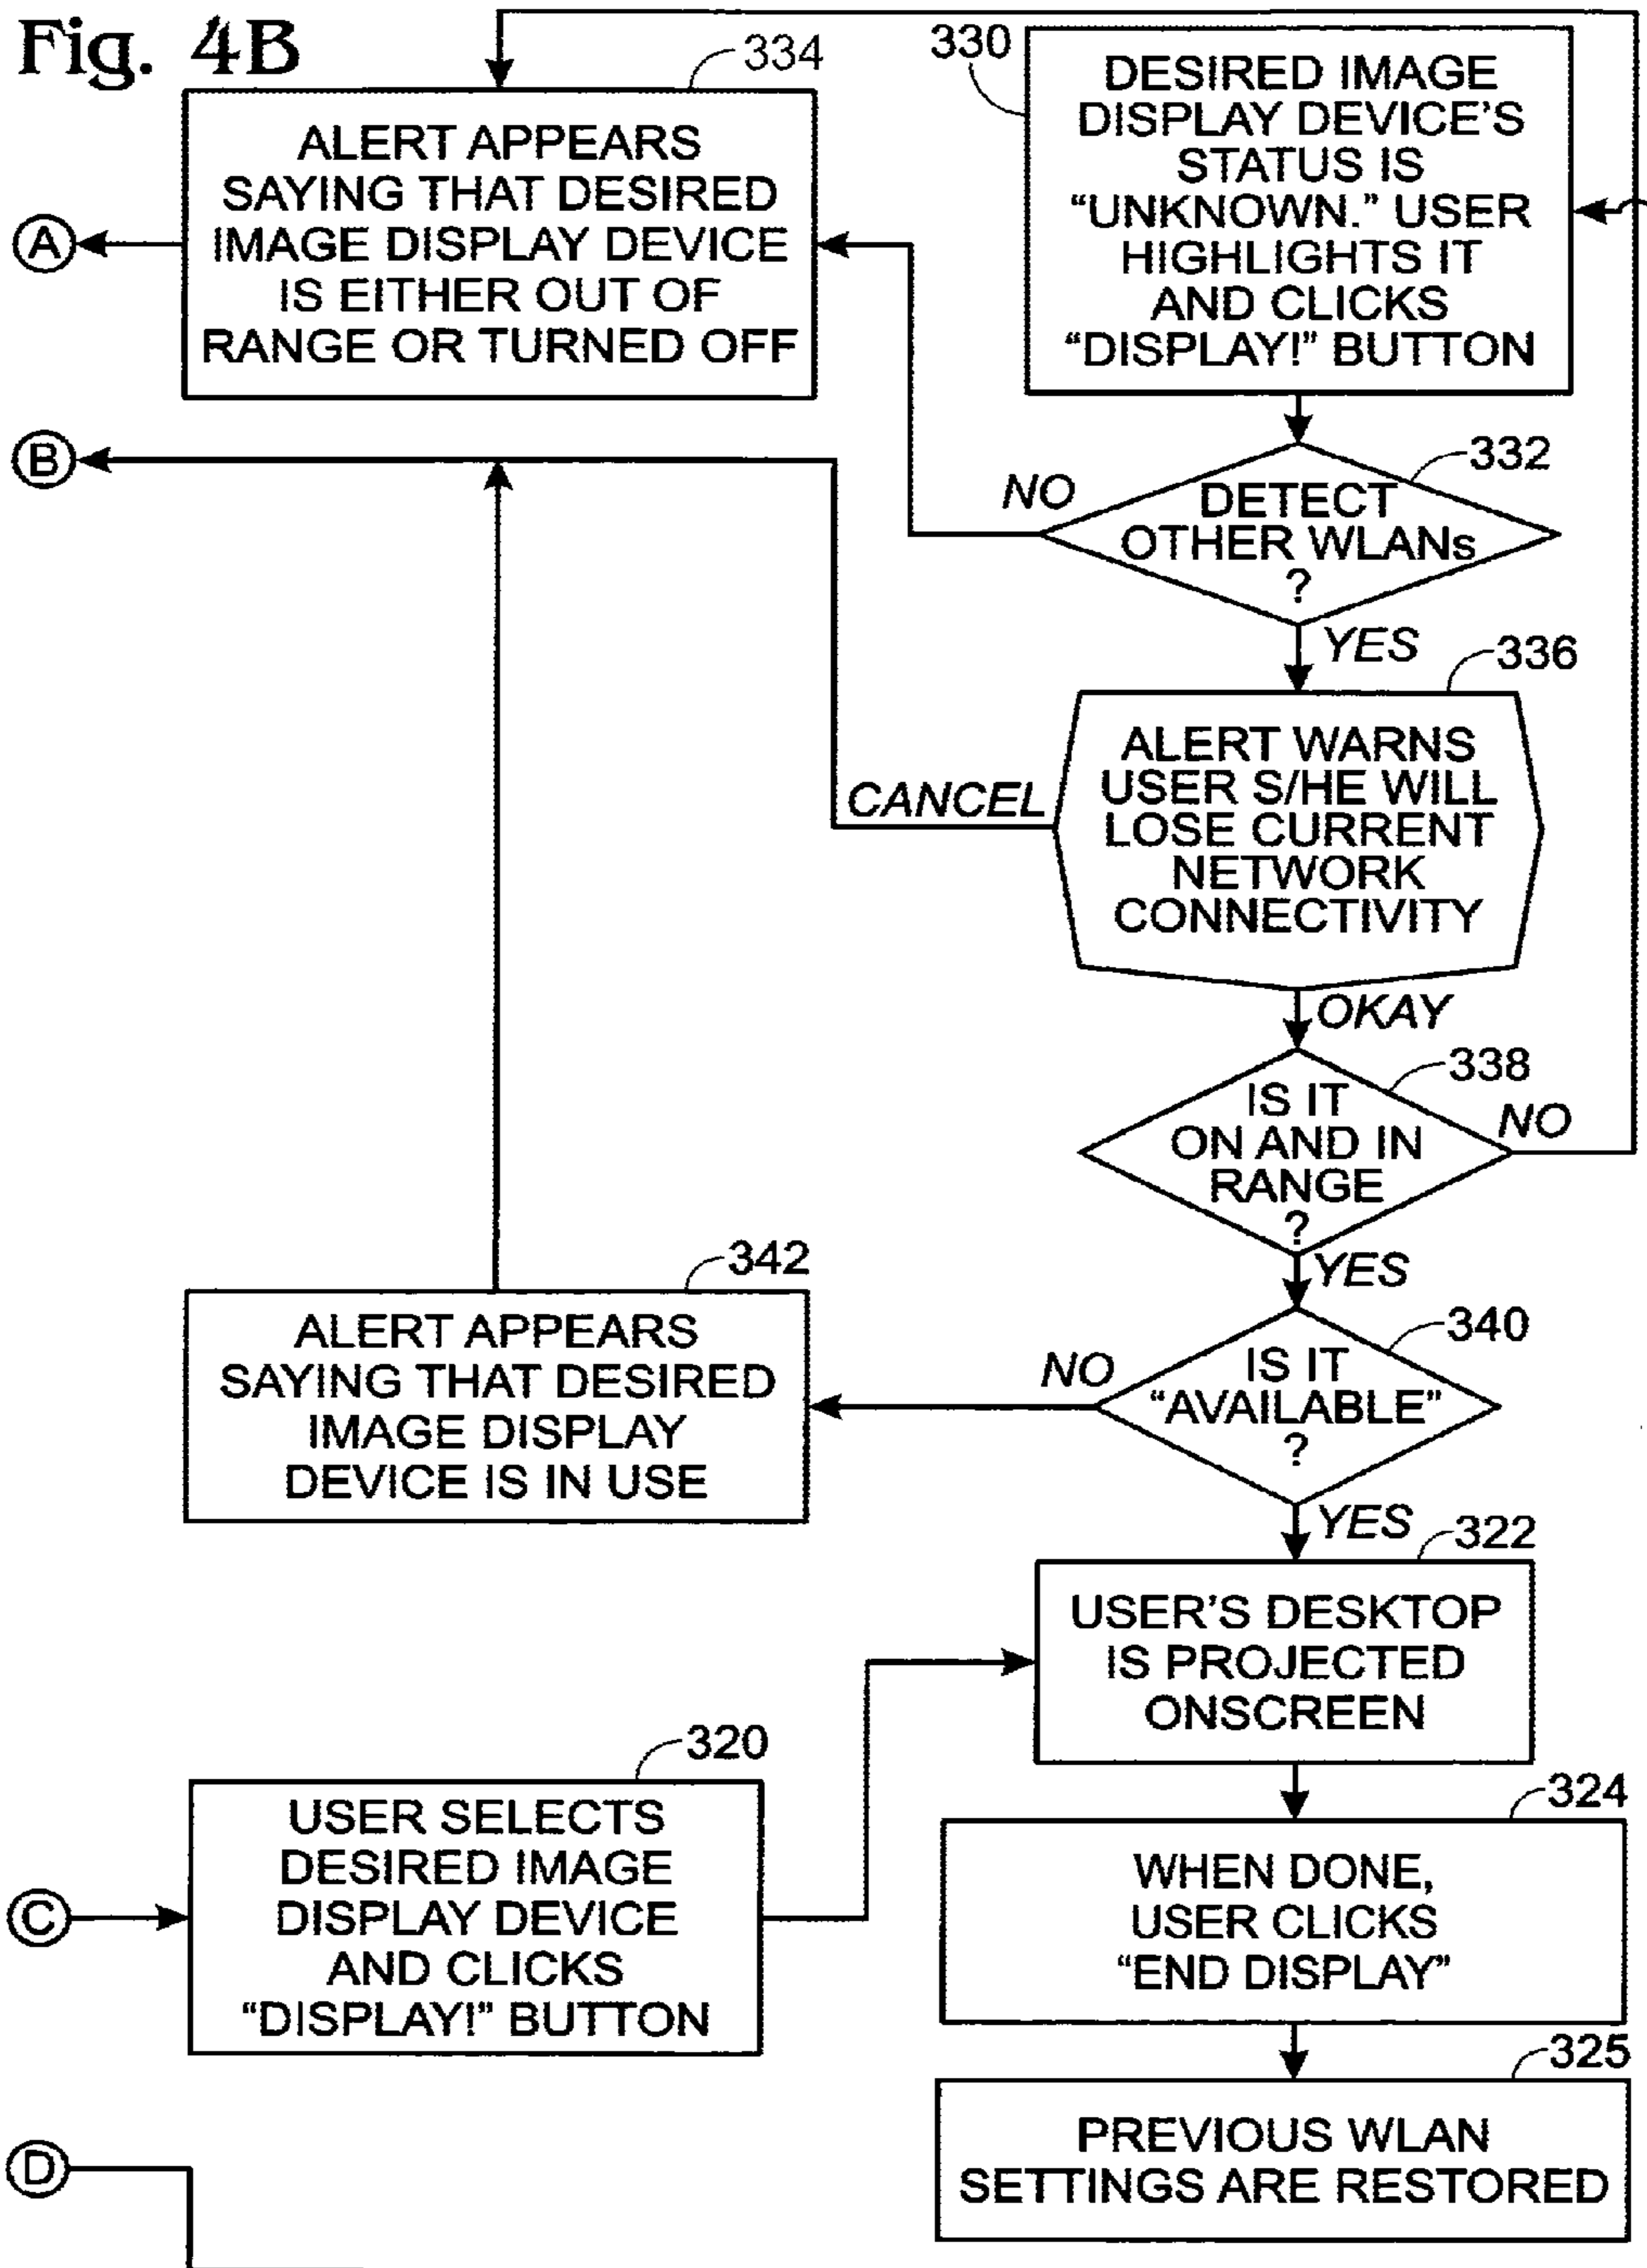 Fig. 4B
334
ALERT APPEARS
SAYING THAT DESIRED
IMAGE DISPLAY DEVICE
IS EITHER OUT OF
RANGE OR TURNED OFF
A
330
DESIRED IMAGE
DISPLAY DEVICE’S
STATUS IS
“UNKNOWN.” USER
HIGHLIGHTS IT
AND CLICKS
“DISPLAY!” BUTTON
B
332
NO
DETECT
OTHER WLANs
?
YES
336
ALERT WARNS
USER S/HE WILL
LOSE CURRENT
NETWORK
CONNECTIVITY
CANCEL
OKAY
338
IS IT
ON AND IN
RANGE
?
NO
YES
342
ALERT APPEARS
SAYING THAT DESIRED
IMAGE DISPLAY
DEVICE IS IN USE
340
NO
IS IT
“AVAILABLE”
?
YES
322
USER’S DESKTOP
IS PROJECTED
ONSCREEN
320
C
USER SELECTS
DESIRED IMAGE
DISPLAY DEVICE
AND CLICKS
“DISPLAY!” BUTTON
324
WHEN DONE,
USER CLICKS
“END DISPLAY”
325
PREVIOUS WLAN
SETTINGS ARE RESTORED
D